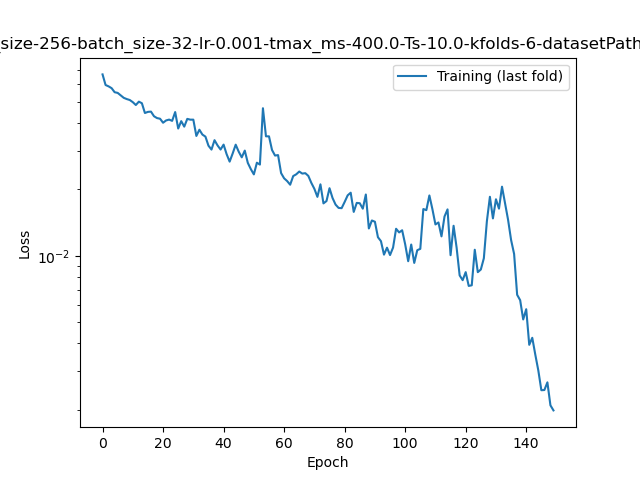 size-256-batch_size-32-lr-0.001-tmax_ms-400.0-Ts-10.0-kfolds-6-datasetPath
Training (last fold)
Loss
10⁻²
0 20 40 60 80 100 120 140
Epoch